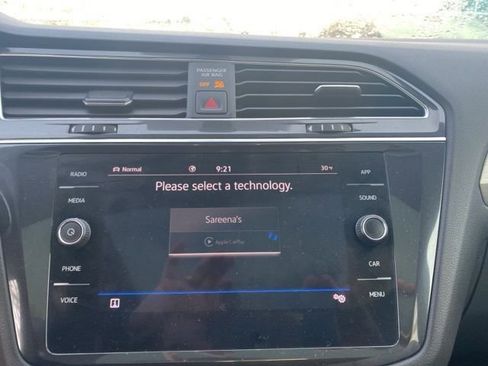 PASSENGER
AIR BAG
OFF
RADIO
Normal
9:21
30°F
APP
Please select a technology.
MEDIA
SOUND
Sareena's
Apple CarPlay
PHONE
CAR
VOICE
MENU